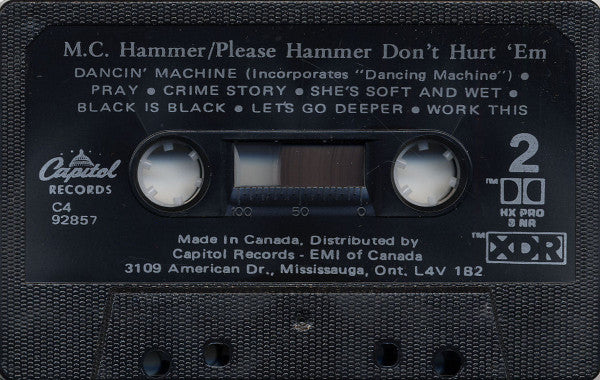 M.C. Hammer/Please Hammer Don't Hurt 'Em
DANCIN' MACHINE (Incorporates "Dancing Machine") •
PRAY • CRIME STORY • SHE'S SOFT AND WET •
BLACK IS BLACK • LET'S GO DEEPER • WORK THIS
Capitol
RECORDS
C4
92857
2
™
HX PRO
B NR
™XDR
100 50 0
Made In Canada, Distributed by
Capitol Records - EMI of Canada
3109 American Dr., Mississauga, Ont. L4V 1B2